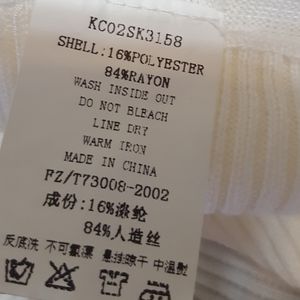 KC02SK3158
SHELL:16%POLYESTER
84%RAYON
WASH INSIDE OUT
DO NOT BLEACH
LINE DRY
WARM IRON
MADE IN CHINA
FZ/T73008-2002
成份:16%涤纶
84%人造丝
反底洗 不可氯漂 悬挂晾干 中温熨